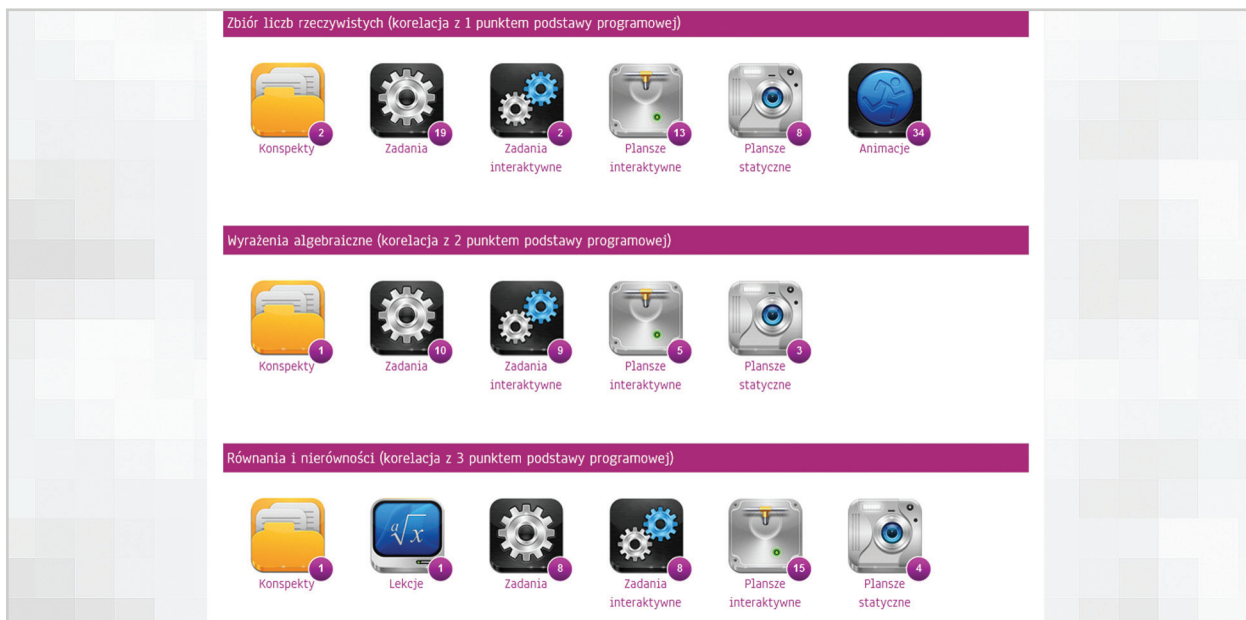 Zbiór liczb rzeczywistych (korelacja z 1 punktem podstawy programowej)
2 19 2 13 8 34
Konspekty Zadania Zadania Plansze Plansze Animacje
interaktywne interaktywne statyczne
Wyrażenia algebraiczne (korelacja z 2 punktem podstawy programowej)
1 10 9 5 3
Konspekty Zadania Zadania Plansze Plansze
interaktywne interaktywne statyczne
Równania i nierówności (korelacja z 3 punktem podstawy programowej)
a√x
1 1 8 8 15 4
Konspekty Lekcje Zadania Zadania Plansze Plansze
interaktywne interaktywne statyczne